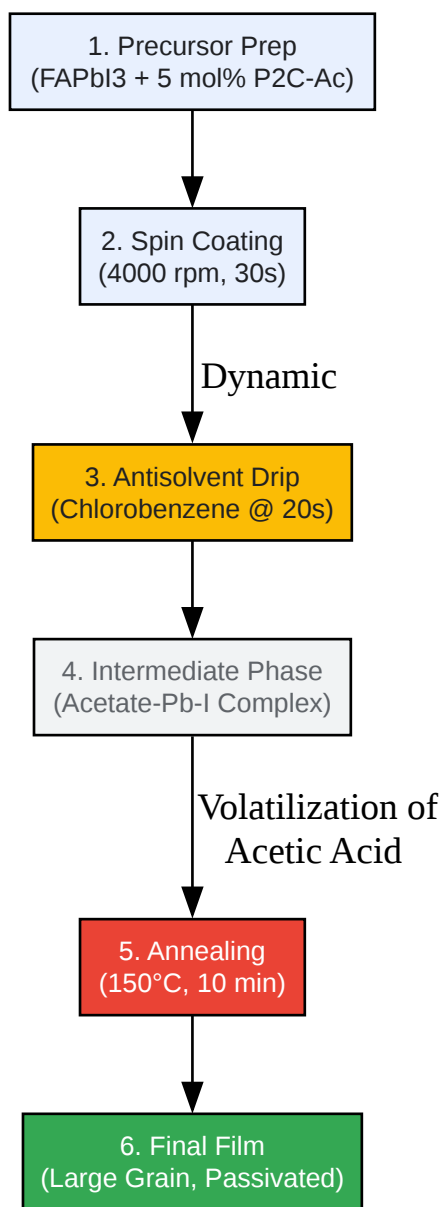 1. Precursor Prep
(FAPbI3 + 5 mol% P2C-Ac)
2. Spin Coating
(4000 rpm, 30s)
Dynamic
3. Antisolvent Drip
(Chlorobenzene @ 20s)
4. Intermediate Phase
(Acetate-Pb-I Complex)
Volatilization of
Acetic Acid
5. Annealing
(150°C, 10 min)
6. Final Film
(Large Grain, Passivated)